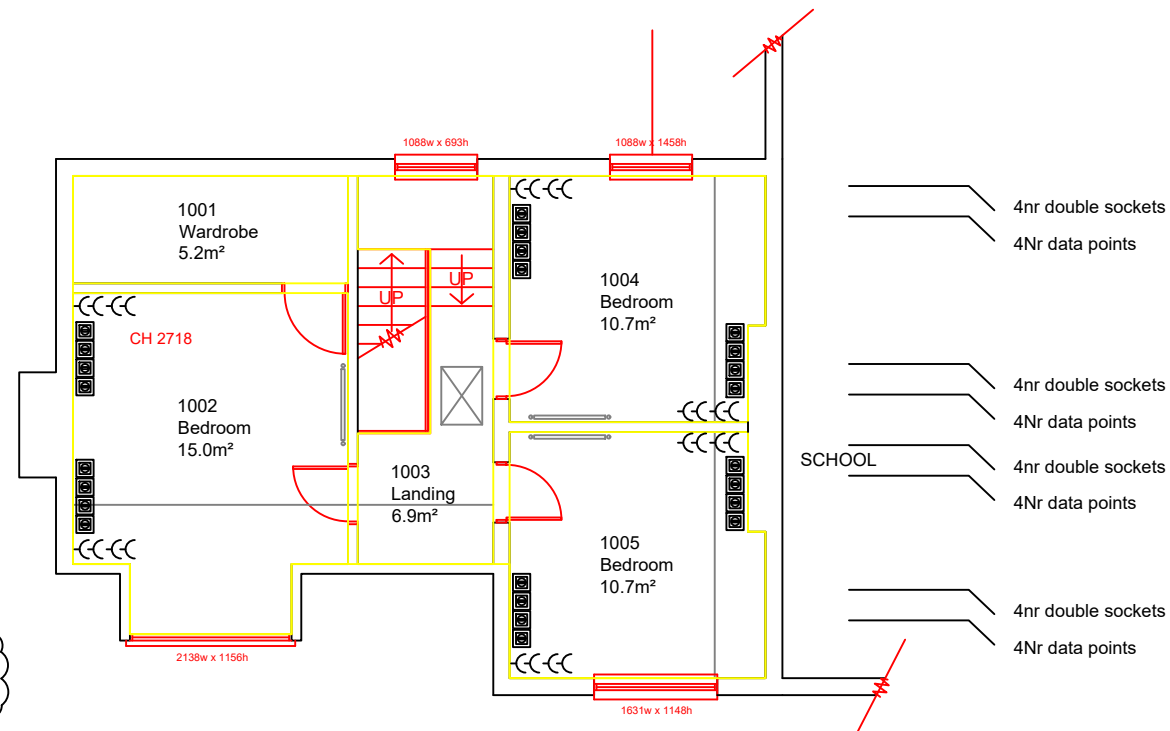 1088w x 693h
1088w x 1458h
1001
Wardrobe
5.2m²
4nr double sockets
4Nr data points
UP
UP
1004
Bedroom
10.7m²
CH 2718
4nr double sockets
4Nr data points
1002
Bedroom
15.0m²
SCHOOL
1003
Landing
6.9m²
4nr double sockets
4Nr data points
1005
Bedroom
10.7m²
4nr double sockets
4Nr data points
2138w x 1156h
1631w x 1148h